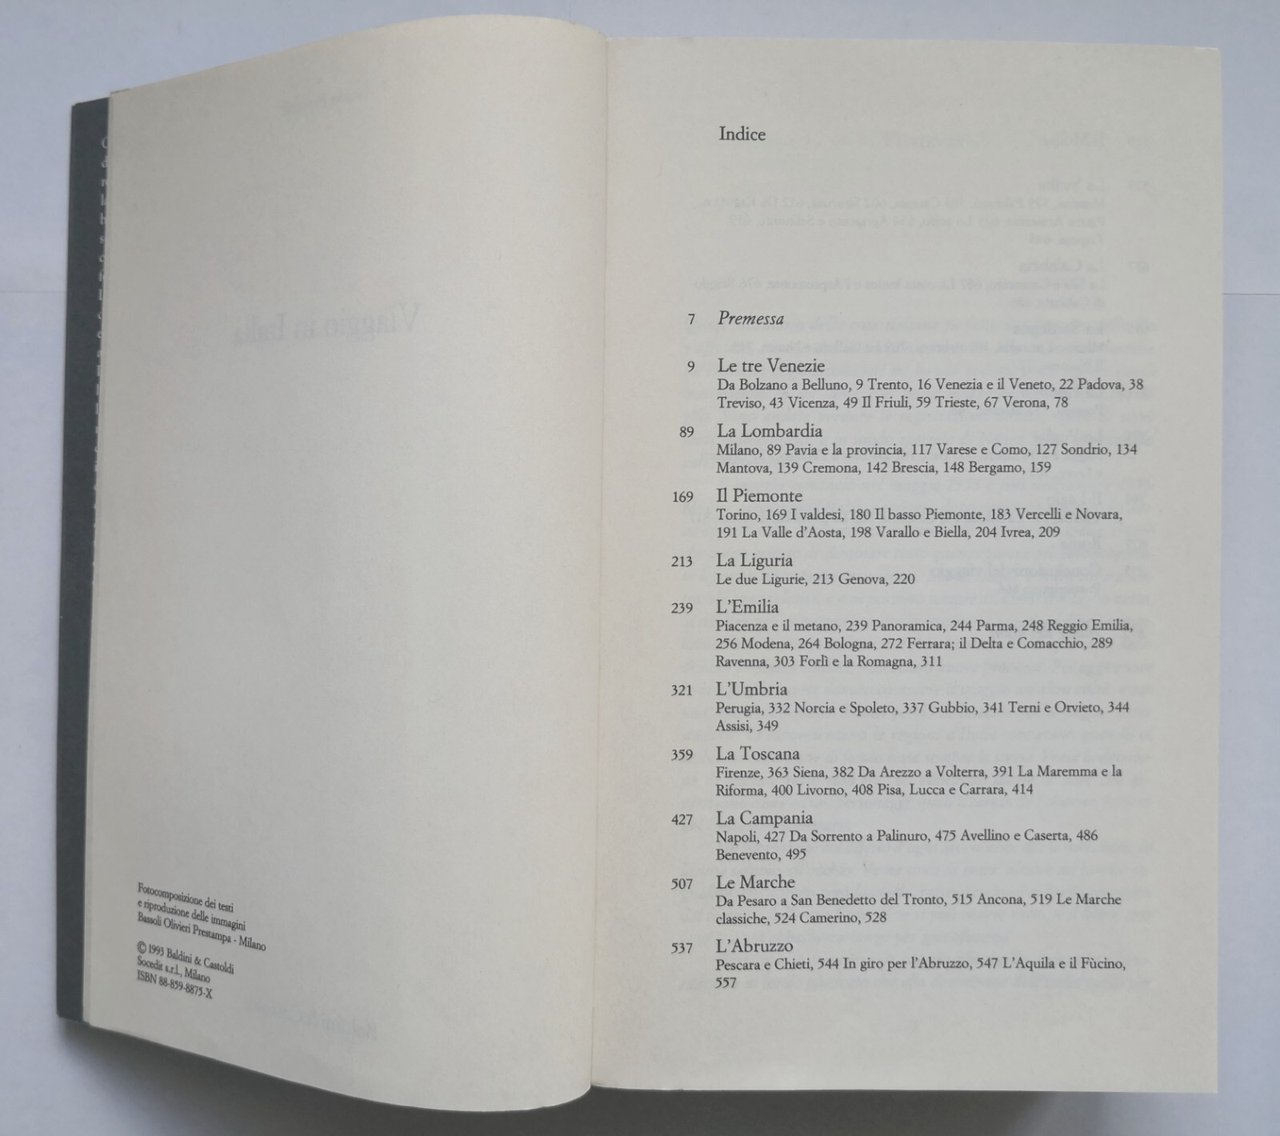 Fotocomposizione dei testi
e riproduzione delle immagini
Bassoli Olivieri Prestampa - Milano
© 1993 Baldini & Castoldi
Socedit s.r.l., Milano
ISBN 88-859-8875-X
Indice
7 Premessa
9 Le tre Venezie
Da Bolzano a Belluno, 9 Trento, 16 Venezia e il Veneto, 22 Padova, 38
Treviso, 43 Vicenza, 49 Il Friuli, 59 Trieste, 67 Verona, 78
89 La Lombardia
Milano, 89 Pavia e la provincia, 117 Varese e Como, 127 Sondrio, 134
Mantova, 139 Cremona, 142 Brescia, 148 Bergamo, 159
169 Il Piemonte
Torino, 169 I valdesi, 180 Il basso Piemonte, 183 Vercelli e Novara,
191 La Valle d'Aosta, 198 Varallo e Biella, 204 Ivrea, 209
213 La Liguria
Le due Ligurie, 213 Genova, 220
239 L'Emilia
Piacenza e il metano, 239 Panoramica, 244 Parma, 248 Reggio Emilia,
256 Modena, 264 Bologna, 272 Ferrara; il Delta e Comacchio, 289
Ravenna, 303 Forlì e la Romagna, 311
321 L'Umbria
Perugia, 332 Norcia e Spoleto, 337 Gubbio, 341 Terni e Orvieto, 344
Assisi, 349
359 La Toscana
Firenze, 363 Siena, 382 Da Arezzo a Volterra, 391 La Maremma e la
Riforma, 400 Livorno, 408 Pisa, Lucca e Carrara, 414
427 La Campania
Napoli, 427 Da Sorrento a Palinuro, 475 Avellino e Caserta, 486
Benevento, 495
507 Le Marche
Da Pesaro a San Benedetto del Tronto, 515 Ancona, 519 Le Marche
classiche, 524 Camerino, 528
537 L'Abruzzo
Pescara e Chieti, 544 In giro per l'Abruzzo, 547 L'Aquila e il Fùcino,
557